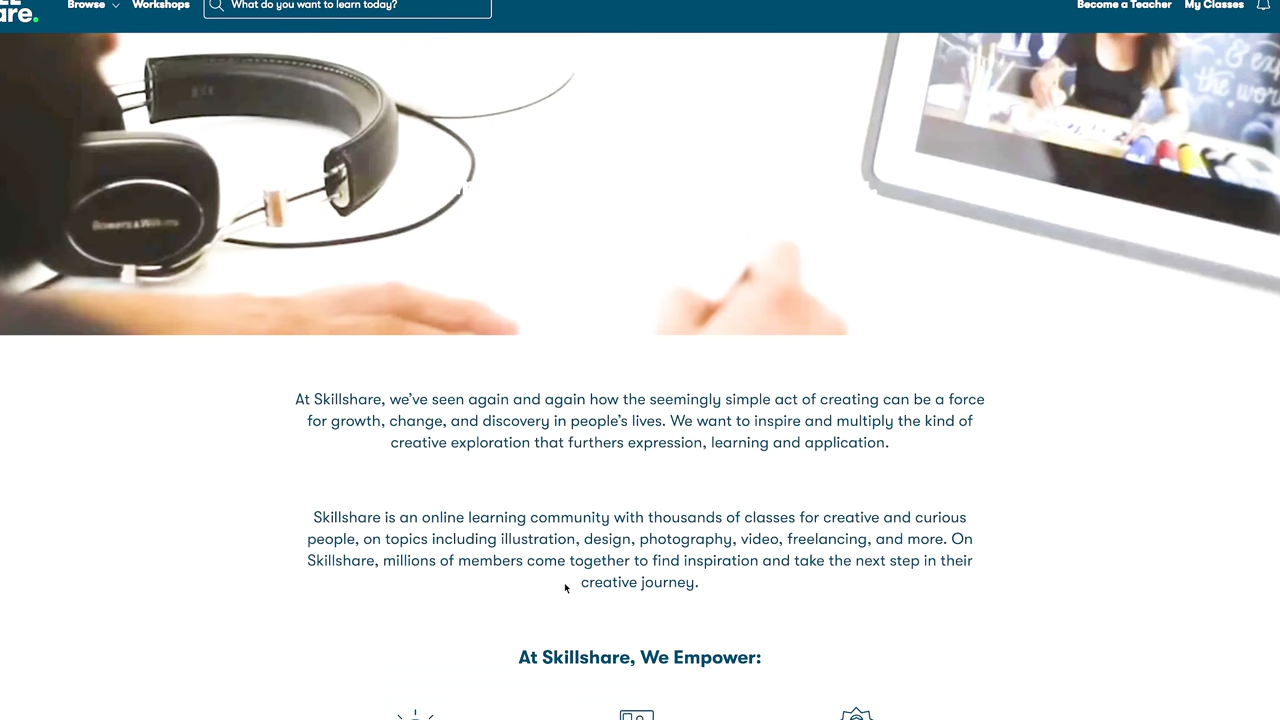 are.
Browse
Workshops
What do you want to learn today?
Become a Teacher
My Classes
& ex
the wor
Bowers & Wilkins
At Skillshare, we've seen again and again how the seemingly simple act of creating can be a force
for growth, change, and discovery in people's lives. We want to inspire and multiply the kind of
creative exploration that furthers expression, learning and application.
Skillshare is an online learning community with thousands of classes for creative and curious
people, on topics including illustration, design, photography, video, freelancing, and more. On
Skillshare, millions of members come together to find inspiration and take the next step in their
creative journey.
At Skillshare, We Empower: